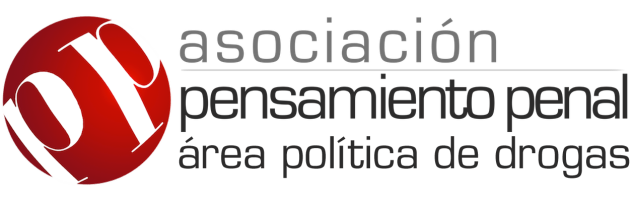 pp
asociación
pensamiento penal
área política de drogas